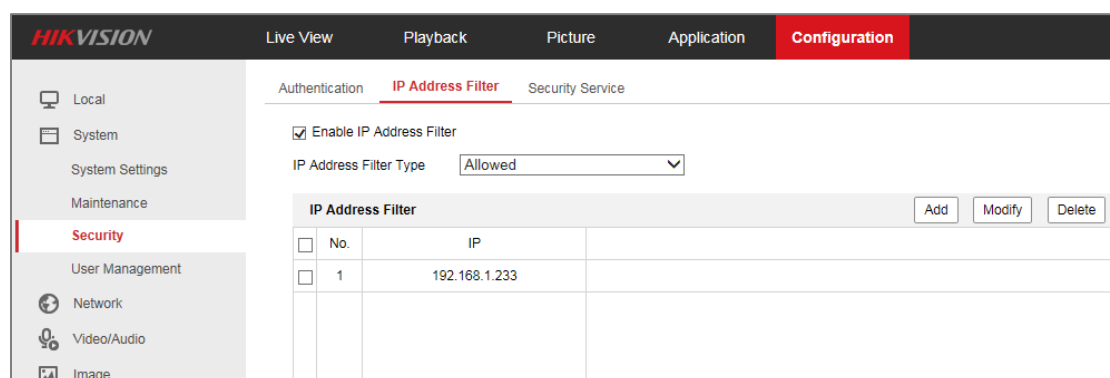 HIKVISION Live View Playback Picture Application Configuration
Authentication IP Address Filter Security Service
Local
Enable IP Address Filter
System
IP Address Filter Type Allowed
System Settings
Maintenance
IP Address Filter Add Modify Delete
Security
No. IP
User Management
1 192.168.1.233
Network
Video/Audio
Image